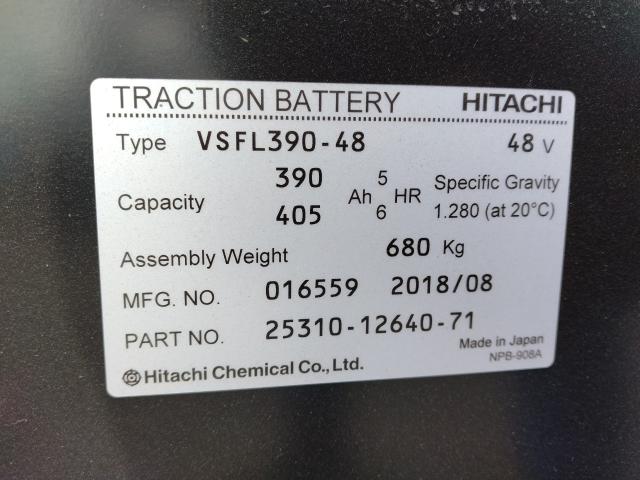 TRACTION BATTERY HITACHI
Type VSFL390-48 48 V
Capacity 390 Ah 5 HR Specific Gravity
405 6 1.280 (at 20°C)
Assembly Weight 680 Kg
MFG. NO. 016559 2018/08
PART NO. 25310-12640-71 Made in Japan
NPB-908A
Hitachi Chemical Co., Ltd.